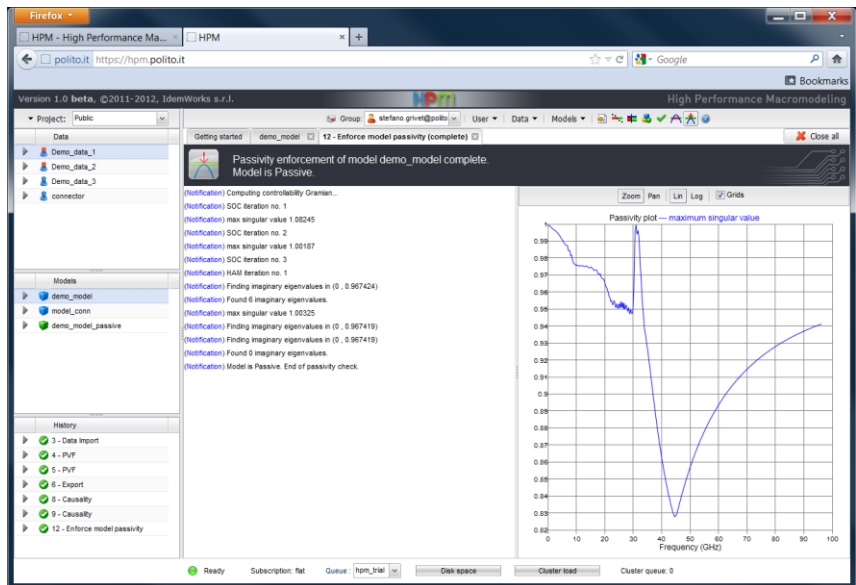 Firefox
HPM - High Performance Ma...
HPM
polito.it https://hpm.polito.it
Google
Bookmarks
Version 1.0 beta, ©2011-2012, IdemWorks s.r.l.
HPm
High Performance Macromodeling
Project: Public
Group: stefano.grivet@polito User Data Models
Data
Demo_data_1
Demo_data_2
Demo_data_3
connector
Models
demo_model
model_conn
demo_model_passive
History
3 - Data Import
4 - PVF
5 - PVF
6 - Export
8 - Causality
9 - Causality
12 - Enforce model passivity
Getting started demo_model 12 - Enforce model passivity (complete) Close all
Passivity enforcement of model demo_model complete.
Model is Passive.
(Notification) Computing controllability Gramian...
(Notification) SOC iteration no. 1
(Notification) max singular value 1.08245
(Notification) SOC iteration no. 2
(Notification) max singular value 1.00187
(Notification) SOC iteration no. 3
(Notification) HAM iteration no. 1
(Notification) Finding imaginary eigenvalues in (0 , 0.967424)
(Notification) Found 6 imaginary eigenvalues.
(Notification) max singular value 1.00325
(Notification) Finding imaginary eigenvalues in (0 , 0.967419)
(Notification) Finding imaginary eigenvalues in (0 , 0.967419)
(Notification) Found 0 imaginary eigenvalues.
(Notification) Model is Passive. End of passivity check.
Zoom Pan Lin Log Grids
Passivity plot --- maximum singular value
1
0.99
0.98
0.97
0.96
0.95
0.94
0.93
0.92
0.91
0.9
0.89
0.88
0.87
0.86
0.85
0.84
0.83
0.82
0 10 20 30 40 50 60 70 80 90 100
Frequency (GHz)
Ready Subscription: flat Queue : hpm_trial Disk space Cluster load Cluster queue: 0